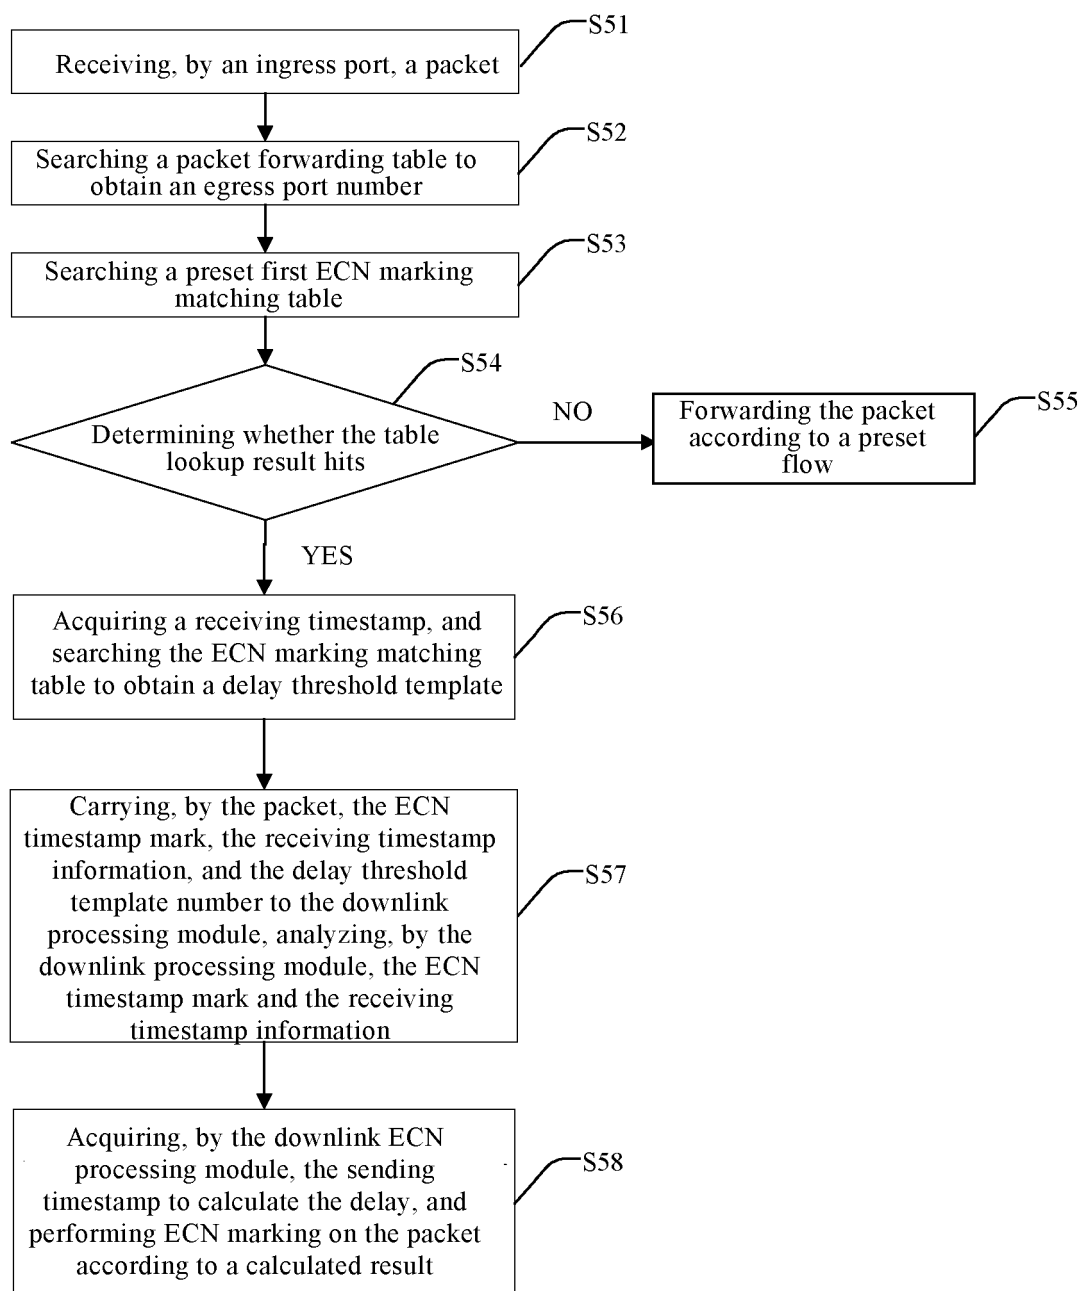 S51
Receiving, by an ingress port, a packet
S52
Searching a packet forwarding table to
obtain an egress port number
S53
Searching a preset first ECN marking
matching table
S54
Determining whether the table
lookup result hits
NO
S55
Forwarding the packet
according to a preset
flow
YES
S56
Acquiring a receiving timestamp, and
searching the ECN marking matching
table to obtain a delay threshold template
S57
Carrying, by the packet, the ECN
timestamp mark, the receiving timestamp
information, and the delay threshold
template number to the downlink
processing module, analyzing, by the
downlink processing module, the ECN
timestamp mark and the receiving
timestamp information
S58
Acquiring, by the downlink ECN
processing module, the sending
timestamp to calculate the delay, and
performing ECN marking on the packet
according to a calculated result